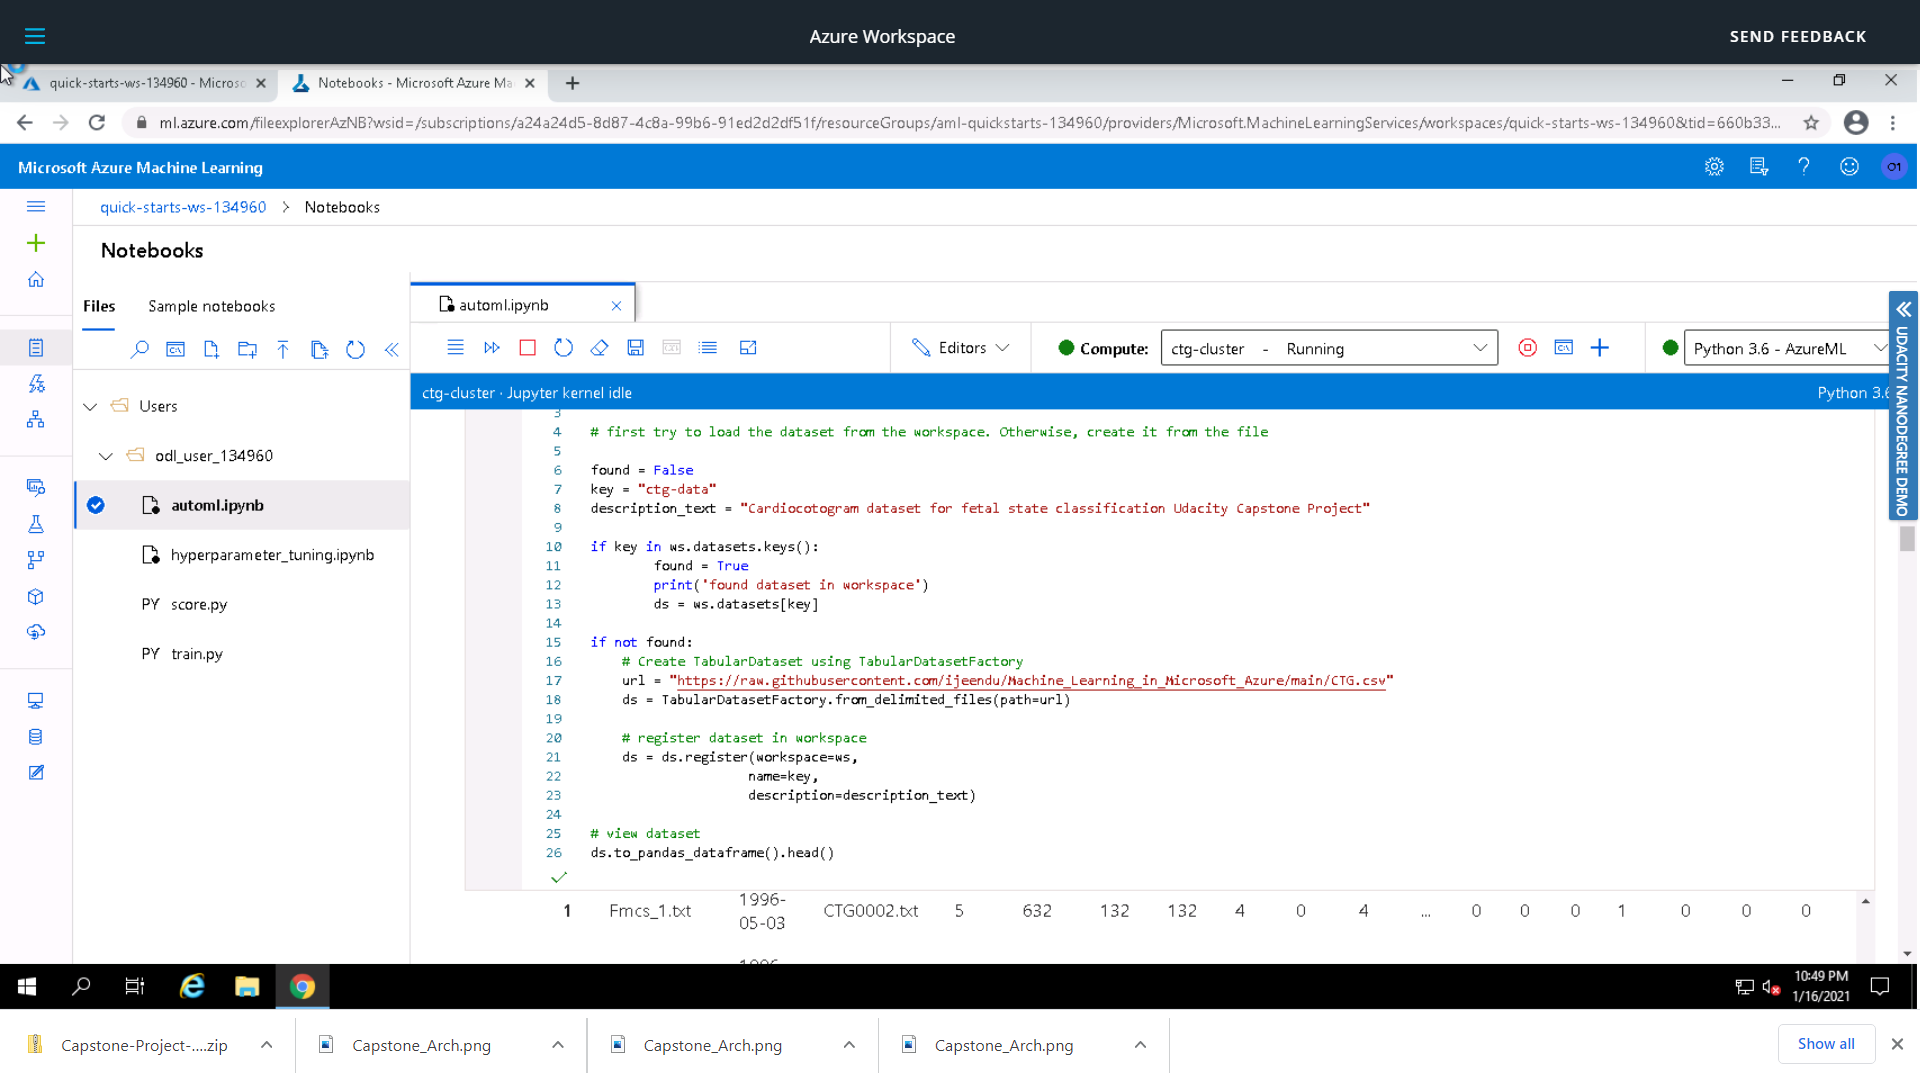 Azure Workspace
SEND FEEDBACK
quick-starts-ws-134960 - Microso
Notebooks - Microsoft Azure Ma
ml.azure.com/fileexplorerAzNB?wsid=/subscriptions/a24a24d5-8d87-4c8a-99b6-91ed2d2df51f/resourceGroups/aml-quickstarts-134960/providers/Microsoft.MachineLearningServices/workspaces/quick-starts-ws-134960&tid=660b33...
Microsoft Azure Machine Learning
01
quick-starts-ws-134960 > Notebooks
Notebooks
Files
Sample notebooks
automl.ipynb
Editors
Compute:
ctg-cluster - Running
Python 3.6 - AzureML
ctg-cluster · Jupyter kernel idle
Python 3.6
UDACITY NANODEGREE DEMO
Users
odl_user_134960
automl.ipynb
hyperparameter_tuning.ipynb
PY score.py
PY train.py
3
4 # first try to load the dataset from the workspace. Otherwise, create it from the file
5
6 found = False
7 key = "ctg-data"
8 description_text = "Cardiocotogram dataset for fetal state classification Udacity Capstone Project"
9
10 if key in ws.datasets.keys():
11 found = True
12 print('found dataset in workspace')
13 ds = ws.datasets[key]
14
15 if not found:
16 # Create TabularDataset using TabularDatasetFactory
17 url = "https://raw.githubusercontent.com/ijeendu/Machine_Learning_in_Microsoft_Azure/main/CTG.csv"
18 ds = TabularDatasetFactory.from_delimited_files(path=url)
19
20 # register dataset in workspace
21 ds = ds.register(workspace=ws,
22 name=key,
23 description=description_text)
24
25 # view dataset
26 ds.to_pandas_dataframe().head()
1 Fmcs_1.txt 1996-05-03 CTG0002.txt 5 632 132 132 4 0 4 ... 0 0 0 1 0 0 0
1996-
10:49 PM
1/16/2021
Capstone-Project-....zip
Capstone_Arch.png
Capstone_Arch.png
Capstone_Arch.png
Show all